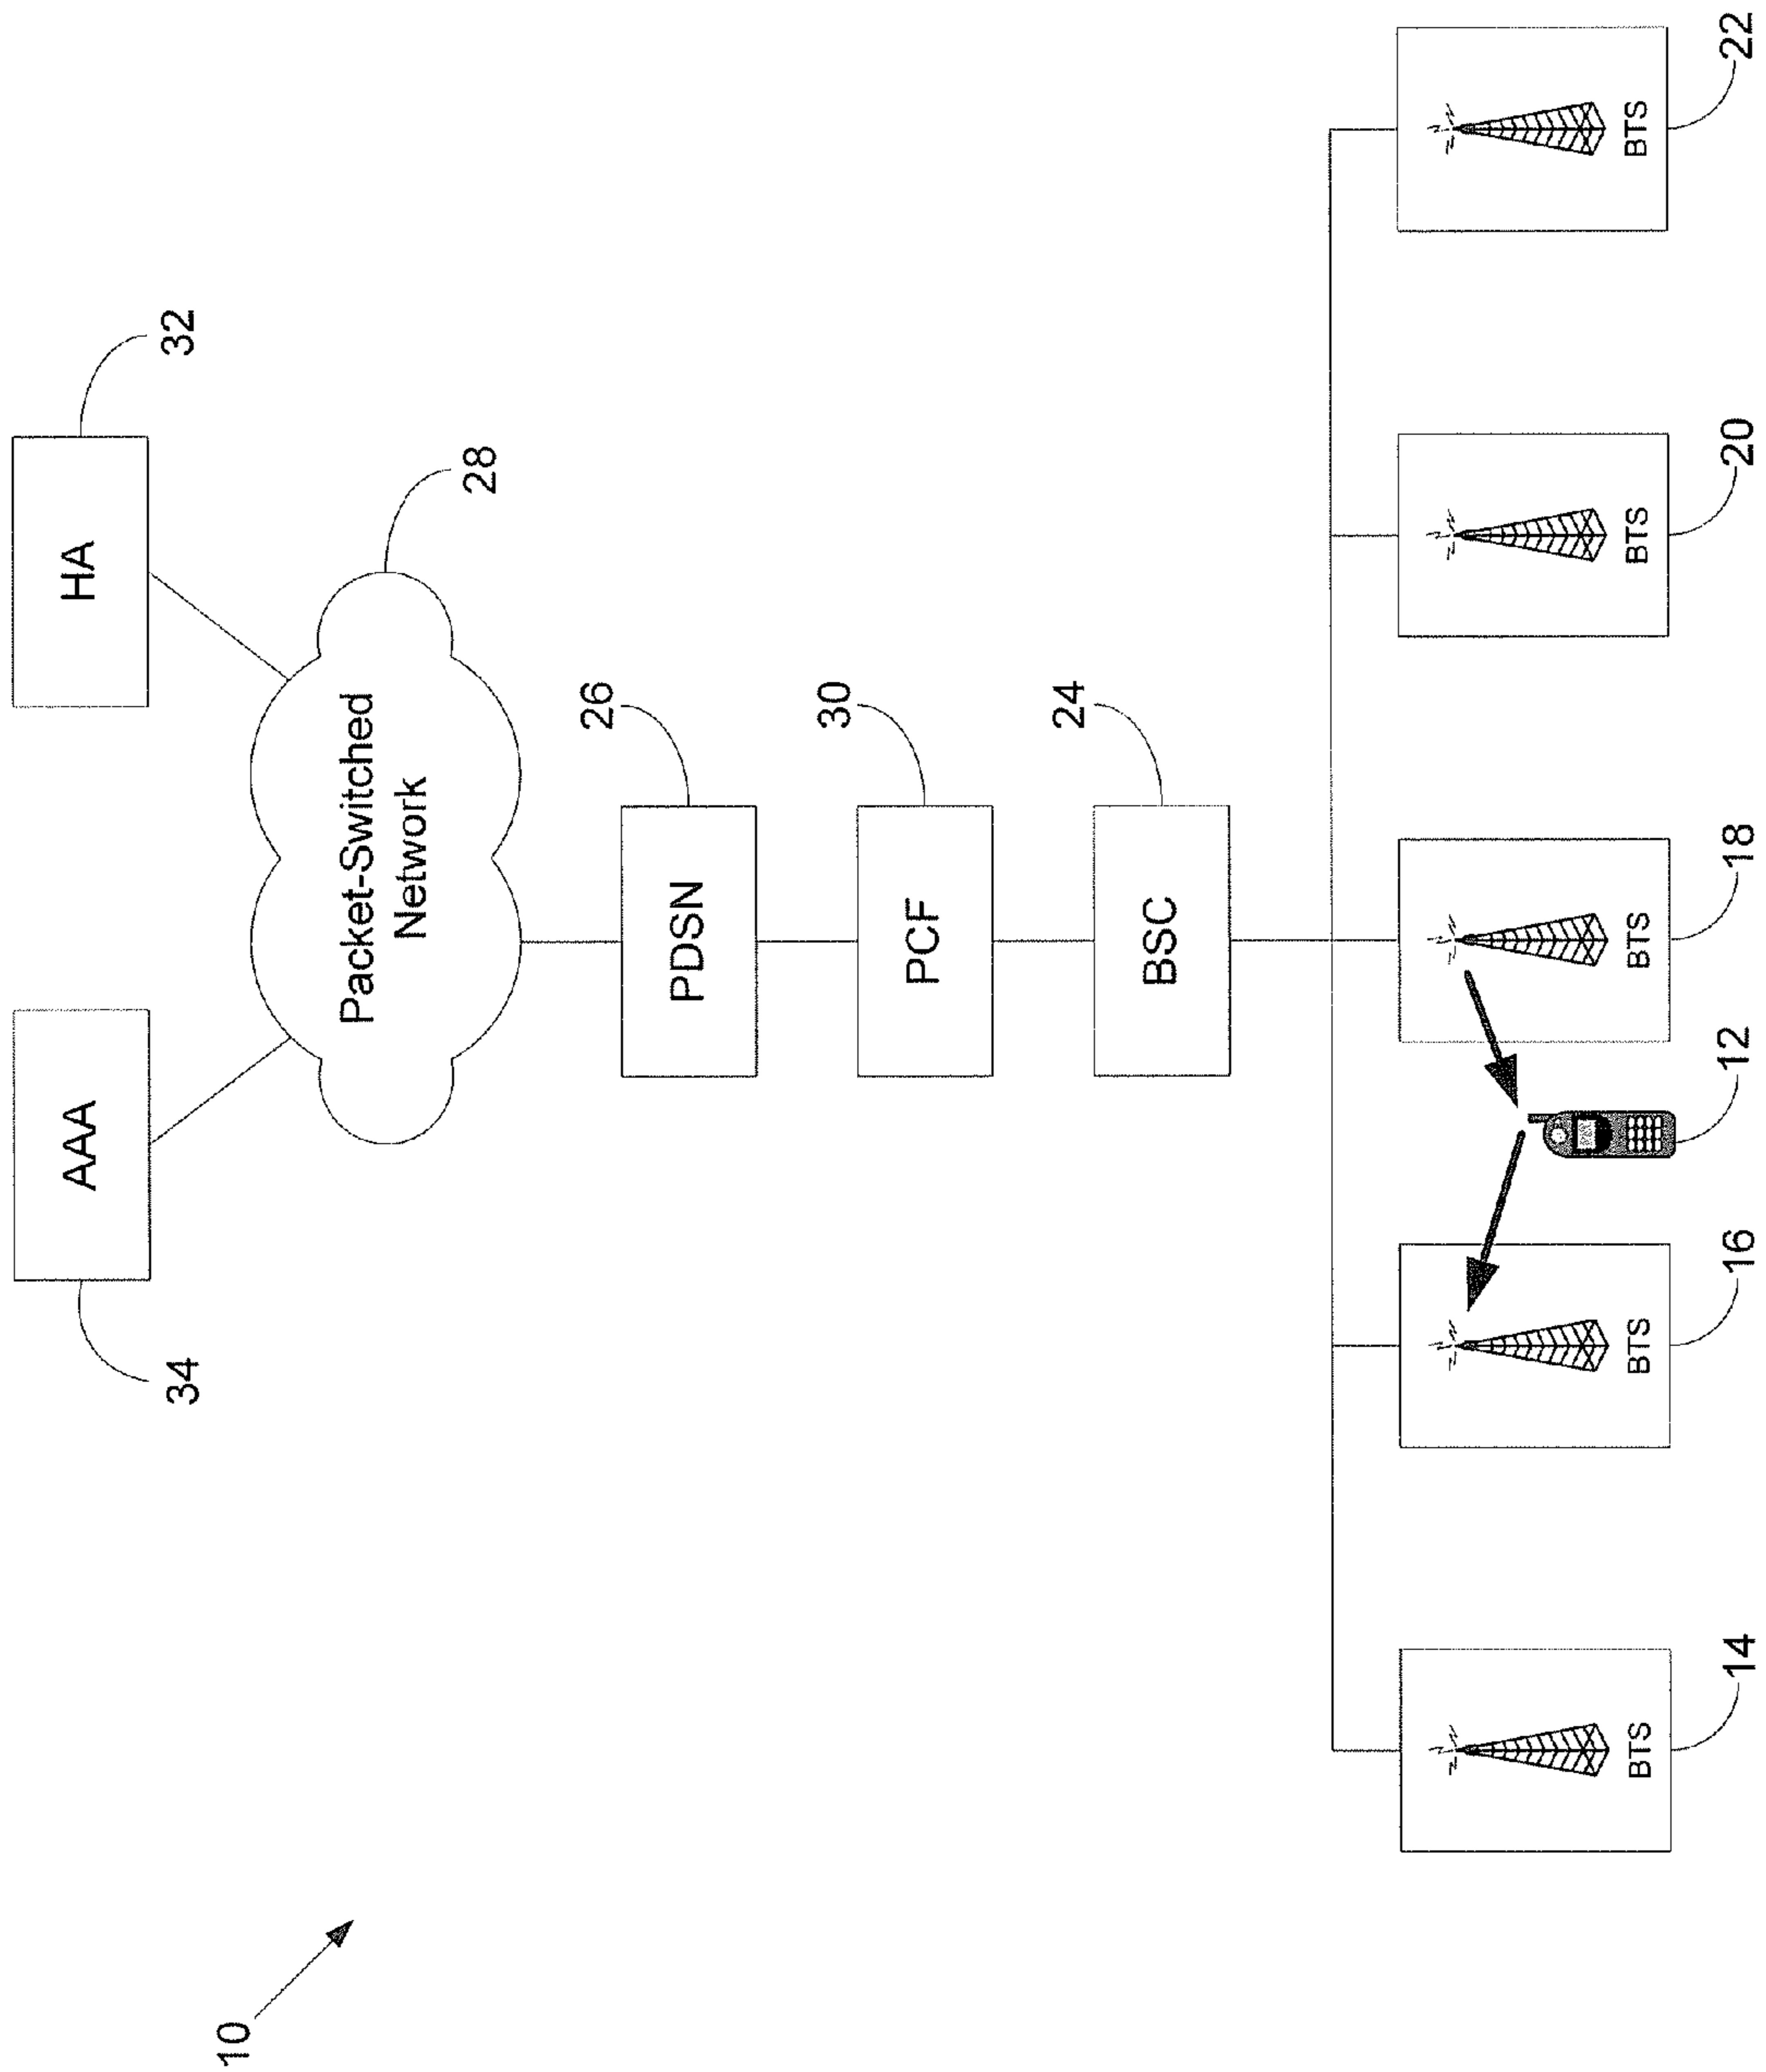 AAA
HA
34
32
10
Packet-Switched
Network
28
26
PDSN
30
PCF
24
BSC
BTS
BTS
BTS
BTS
BTS
14
16
12
18
20
22